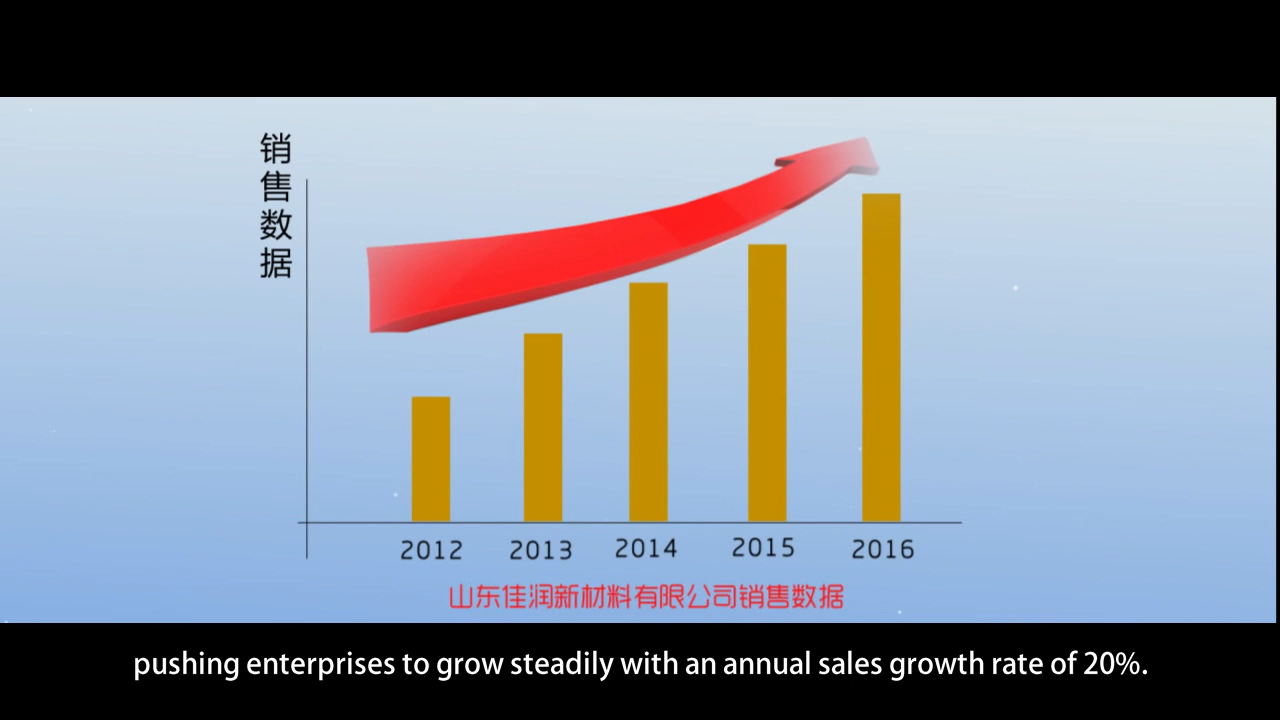 销售数据
2012 2013 2014 2015 2016
山东佳润新材料有限公司销售数据
pushing enterprises to grow steadily with an annual sales growth rate of 20%.